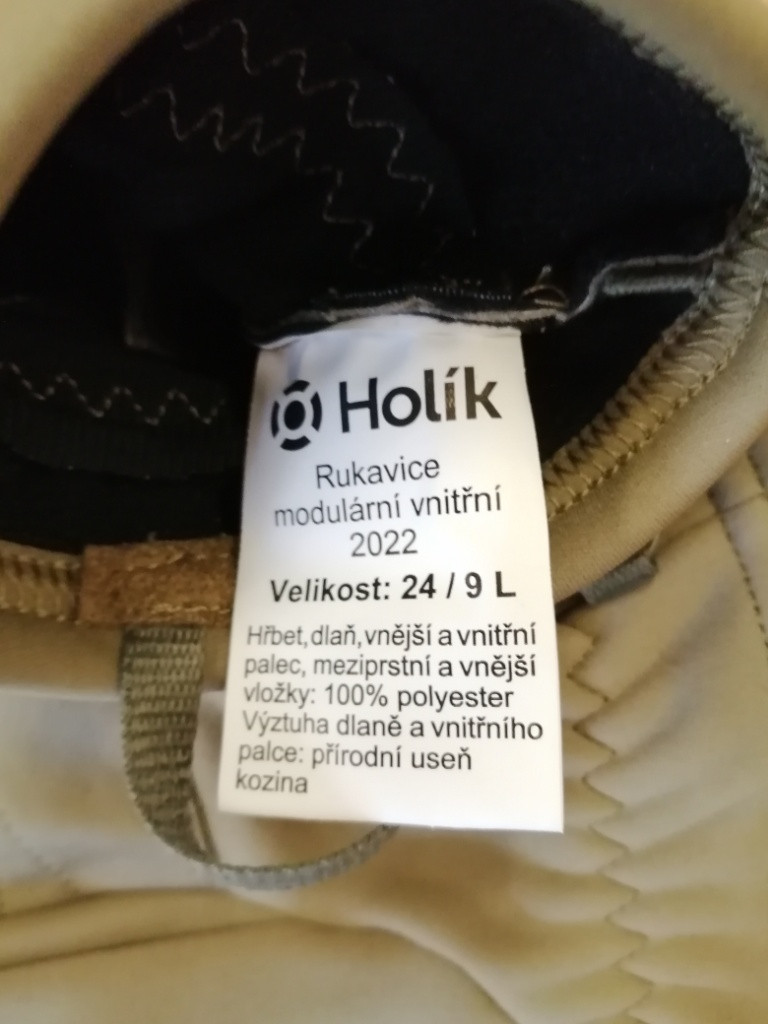 Holík
Rukavice
modulární vnitřní
2022
Velikost: 24 / 9 L
Hřbet, dlaň, vnější a vnitřní
palec, meziprstní a vnější
vložky: 100% polyester
Výztuha dlaně a vnitřního
palce: přírodní useň
kozina